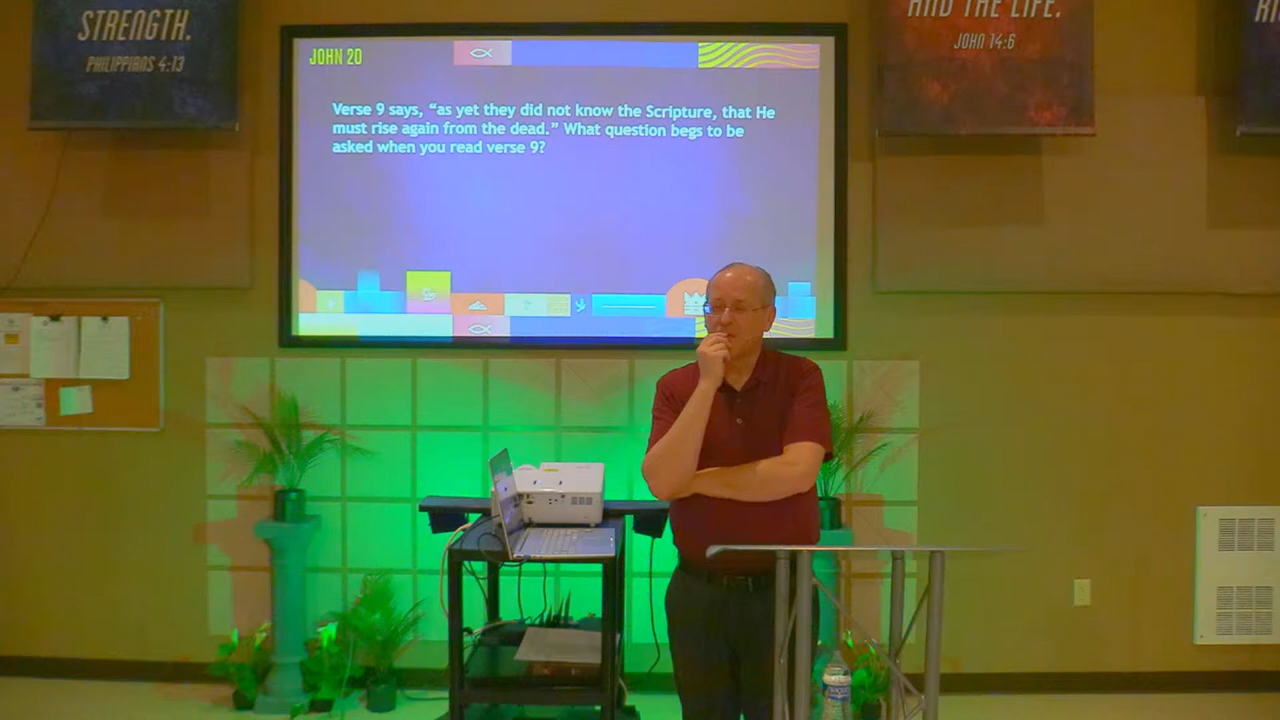 STRENGTH.
PHILIPPIANS 4:13
AND THE LIFE.
JOHN 14:6
JOHN 20
Verse 9 says, “as yet they did not know the Scripture, that He
must rise again from the dead.” What question begs to be
asked when you read verse 9?